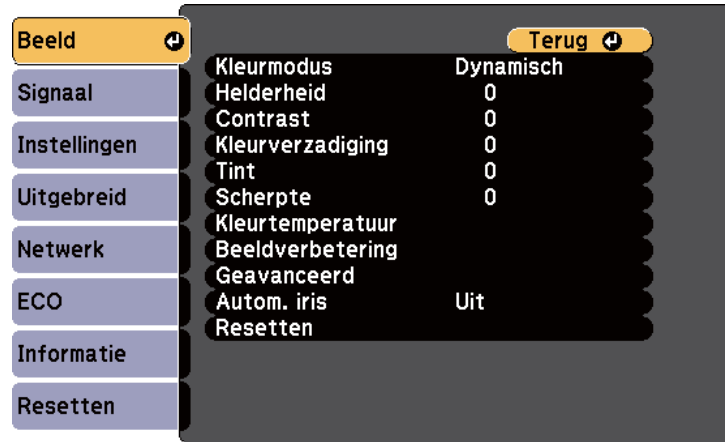 Beeld
Signaal
Instellingen
Uitgebreid
Netwerk
ECO
Informatie
Resetten
Terug
Kleurmodus Dynamisch
Helderheid 0
Contrast 0
Kleurverzadiging 0
Tint 0
Scherpte 0
Kleurtemperatuur
Beeldverbetering
Geavanceerd
Autom. iris Uit
Resetten